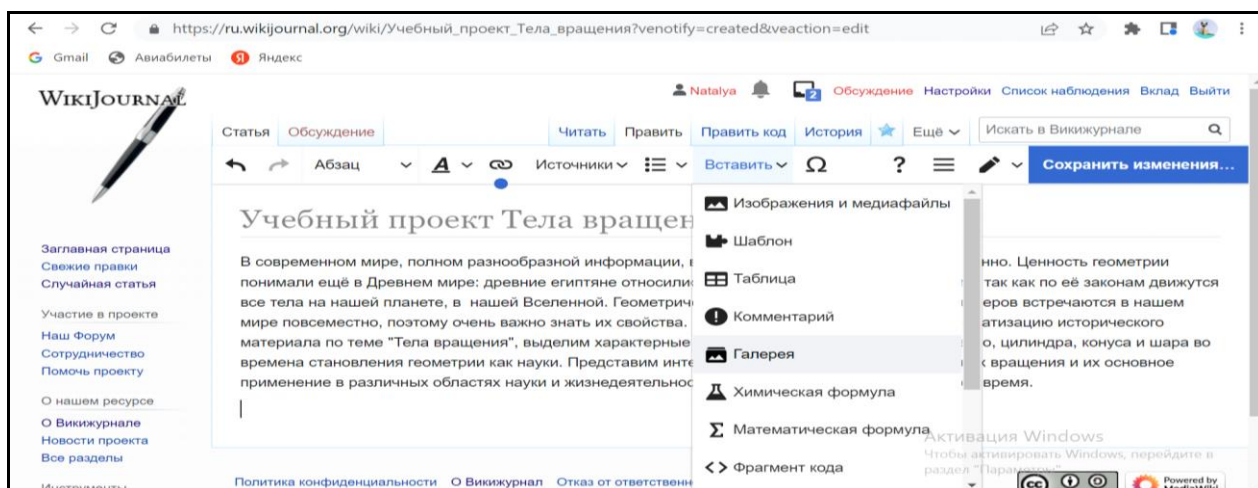 https://ru.wikijournal.org/wiki/Учебный_проект_Тела_вращения?venotify=created&veaction=edit
Gmail Авиабилеты Яндекс
WIKIJOURNAL
Natalya 2 Обсуждение Настройки Список наблюдения Вклад Выйти
Статья Обсуждение Читать Править Править код История Ещё Искать в Викижурнале
Абзац A Источники Вставить Ω ? Сохранить изменения...
Учебный проект Тела вращен
Заглавная страница
Свежие правки
Случайная статья
Участие в проекте
Наш Форум
Сотрудничество
Помочь проекту
О нашем ресурсе
О Викижурнале
Новости проекта
Все разделы
Инструменты
В современном мире, полном разнообразной информации, нно. Ценность геометрии
понимали ещё в Древнем мире: древние египтяне относили так как по её законам движутся
все тела на нашей планете, в нашей Вселенной. Геометрич еров встречаются в нашем
мире повсеместно, поэтому очень важно знать их свойства. атизацию исторического
материала по теме "Тела вращения", выделим характерные о, цилиндра, конуса и шара во
времена становления геометрии как науки. Представим инте х вращения и их основное
применение в различных областях науки и жизнедеятельнос время.
Изображения и медиафайлы
Шаблон
Таблица
Комментарий
Галерея
Химическая формула
Математическая формула
Фрагмент кода
Активация Windows
Чтобы активировать Windows, перейдите в
раздел "Параметры"
Политика конфиденциальности О Викижурнал Отказ от ответственн
cc
Powered by
MediaWiki